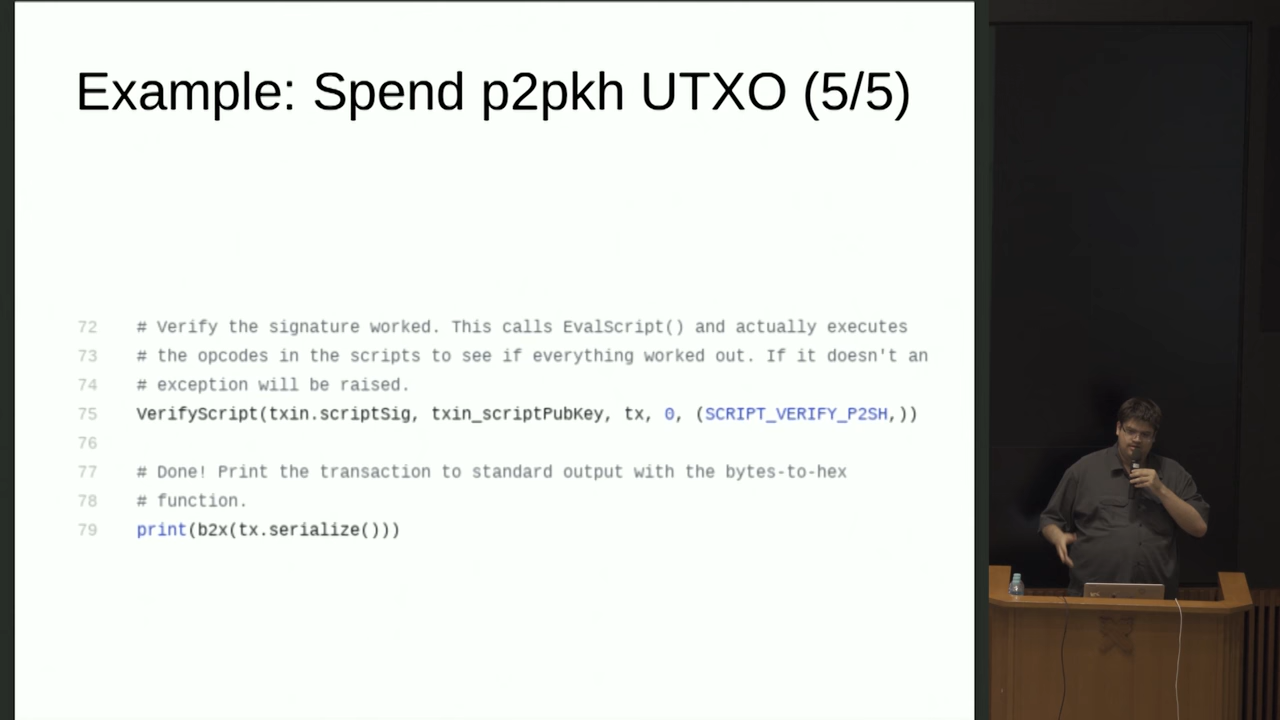 Example: Spend p2pkh UTXO (5/5)
72 # Verify the signature worked. This calls EvalScript() and actually executes
73 # the opcodes in the scripts to see if everything worked out. If it doesn't an
74 # exception will be raised.
75 VerifyScript(txin.scriptSig, txin_scriptPubKey, tx, 0, (SCRIPT_VERIFY_P2SH,))
76
77 # Done! Print the transaction to standard output with the bytes-to-hex
78 # function.
79 print(b2x(tx.serialize()))